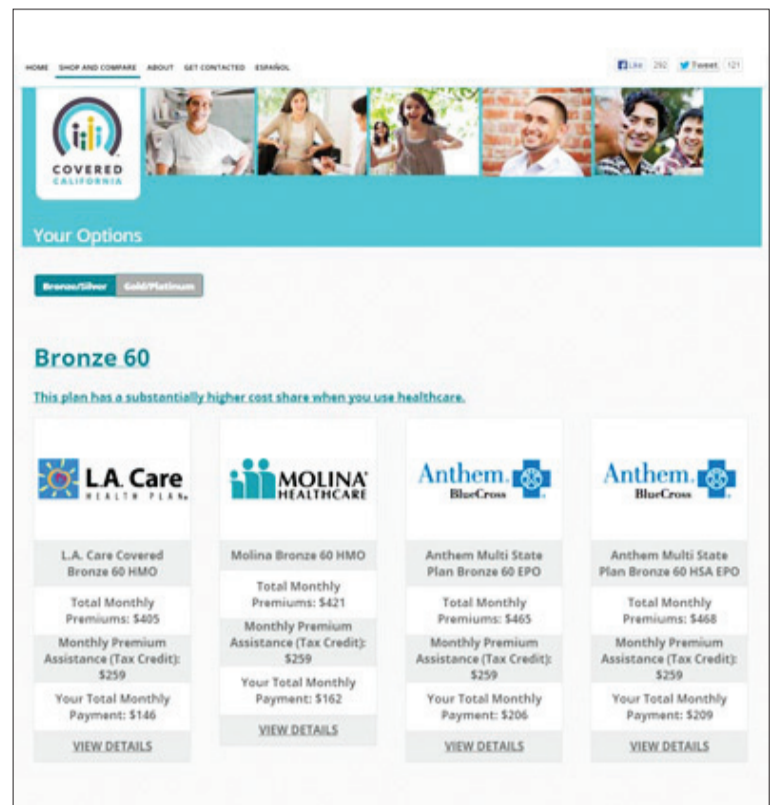 HOME SHOP AND COMPARE ABOUT GET CONTACTED ESPAÑOL
Like 292 Tweet 121
COVERED
CALIFORNIA
Your Options
Bronze/Silver Gold/Platinum
Bronze 60
This plan has a substantially higher cost share when you use healthcare.
L.A. Care
HEALTH PLAN
L.A. Care Covered
Bronze 60 HMO
Total Monthly
Premiums: $405
Monthly Premium
Assistance (Tax Credit):
$259
Your Total Monthly
Payment: $146
VIEW DETAILS
MOLINA
HEALTHCARE
Molina Bronze 60 HMO
Total Monthly
Premiums: $421
Monthly Premium
Assistance (Tax Credit):
$259
Your Total Monthly
Payment: $162
VIEW DETAILS
Anthem.
BlueCross
Anthem Multi State
Plan Bronze 60 EPO
Total Monthly
Premiums: $465
Monthly Premium
Assistance (Tax Credit):
$259
Your Total Monthly
Payment: $206
VIEW DETAILS
Anthem.
BlueCross
Anthem Multi State
Plan Bronze 60 HSA EPO
Total Monthly
Premiums: $468
Monthly Premium
Assistance (Tax Credit):
$259
Your Total Monthly
Payment: $209
VIEW DETAILS